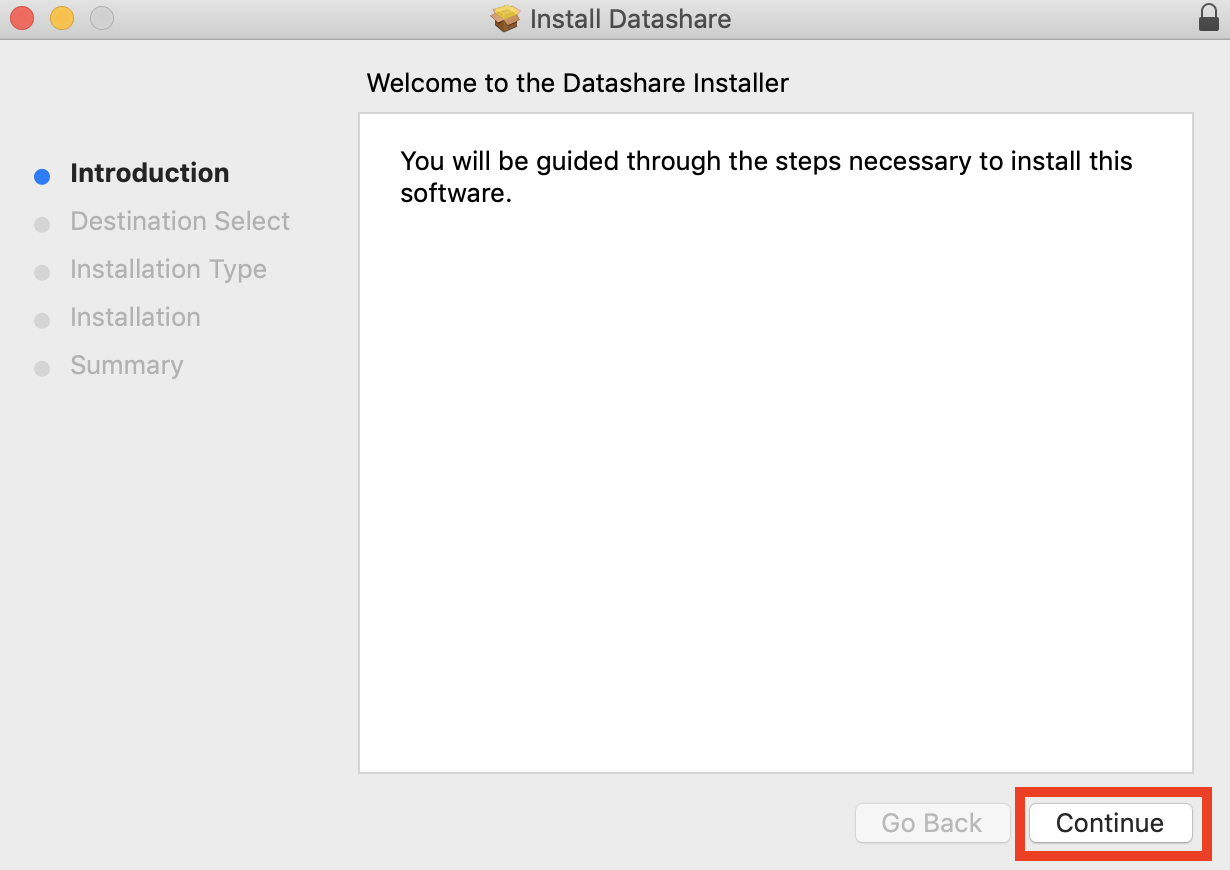 Install Datashare
Welcome to the Datashare Installer
Introduction
Destination Select
Installation Type
Installation
Summary
You will be guided through the steps necessary to install this
software.
Go Back
Continue